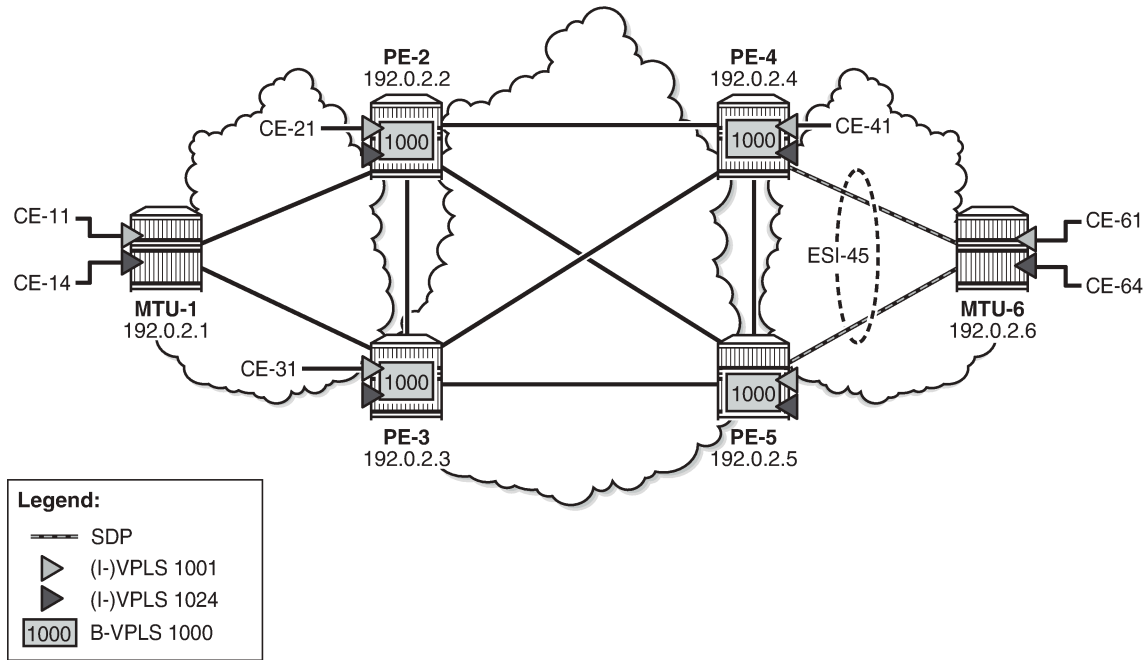 PE-2
192.0.2.2
PE-4
192.0.2.4
CE-21
1000
1000
CE-41
CE-11
CE-14
MTU-1
192.0.2.1
ESI-45
CE-61
CE-64
MTU-6
192.0.2.6
CE-31
1000
1000
PE-3
192.0.2.3
PE-5
192.0.2.5
Legend:
SDP
(I-)VPLS 1001
(I-)VPLS 1024
1000 B-VPLS 1000